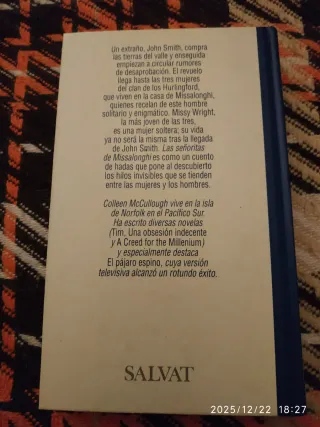 Un extraño, John Smith, compra
las tierras del valle y enseguida
empiezan a circular rumores
de desaprobación. El revuelo
llega hasta las tres mujeres
del clan de los Hurlingford,
que viven en la casa de Missalonghi,
quienes recelan de este hombre
solitario y enigmático. Missy Wright,
la más joven de las tres,
es una mujer soltera; su vida
ya no será la misma tras la llegada
de John Smith. Las señoritas
de Missalonghi es como un cuento
de hadas que pone al descubierto
los hilos invisibles que se tienden
entre las mujeres y los hombres.
Colleen McCullough vive en la isla
de Norfolk en el Pacífico Sur.
Ha escrito diversas novelas
(Tim, Una obsesión indecente
y A Creed for the Millenium)
y especialmente destaca
El pájaro espino, cuya versión
televisiva alcanzó un rotundo éxito.
SALVAT
2025/12/22 18:27